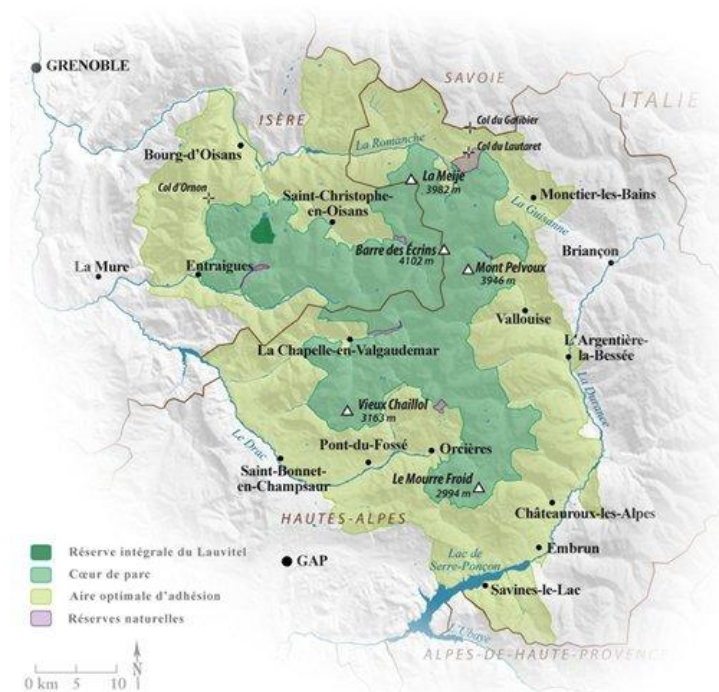 GRENOBLE
SAVOIE
ITALIE
ISÈRE
Col du Galibier
La Romanche
Col du Lautaret
Bourg-d'Oisans
La Meije
3982 m
Col d'Ornon
Saint-Christophe-
en-Oisans
Monetier-les-Bains
La Guisanne
Barre des Écrins
4102 m
Briançon
La Mure
Entraigues
Mont Pelvoux
3946 m
Vallouise
La Chapelle-en-Valgaudemar
L'Argentière-
la-Bessée
La Durance
Vieux Chaillol
3163 m
Le Drac
Pont-du-Fossé
Orcières
Saint-Bonnet-
en-Champsaur
Le Mourre Froid
2994 m
Châteauroux-les-Alpes
HAUTES-ALPES
Embrun
GAP
Lac de
Serre-Ponçon
Savines-le-Lac
L'Ubaye
ALPES-DE-HAUTE-PROVENCE
Réserve intégrale du Lauvitel
Cœur de parc
Aire optimale d'adhésion
Réserves naturelles
0 km 5 10
N